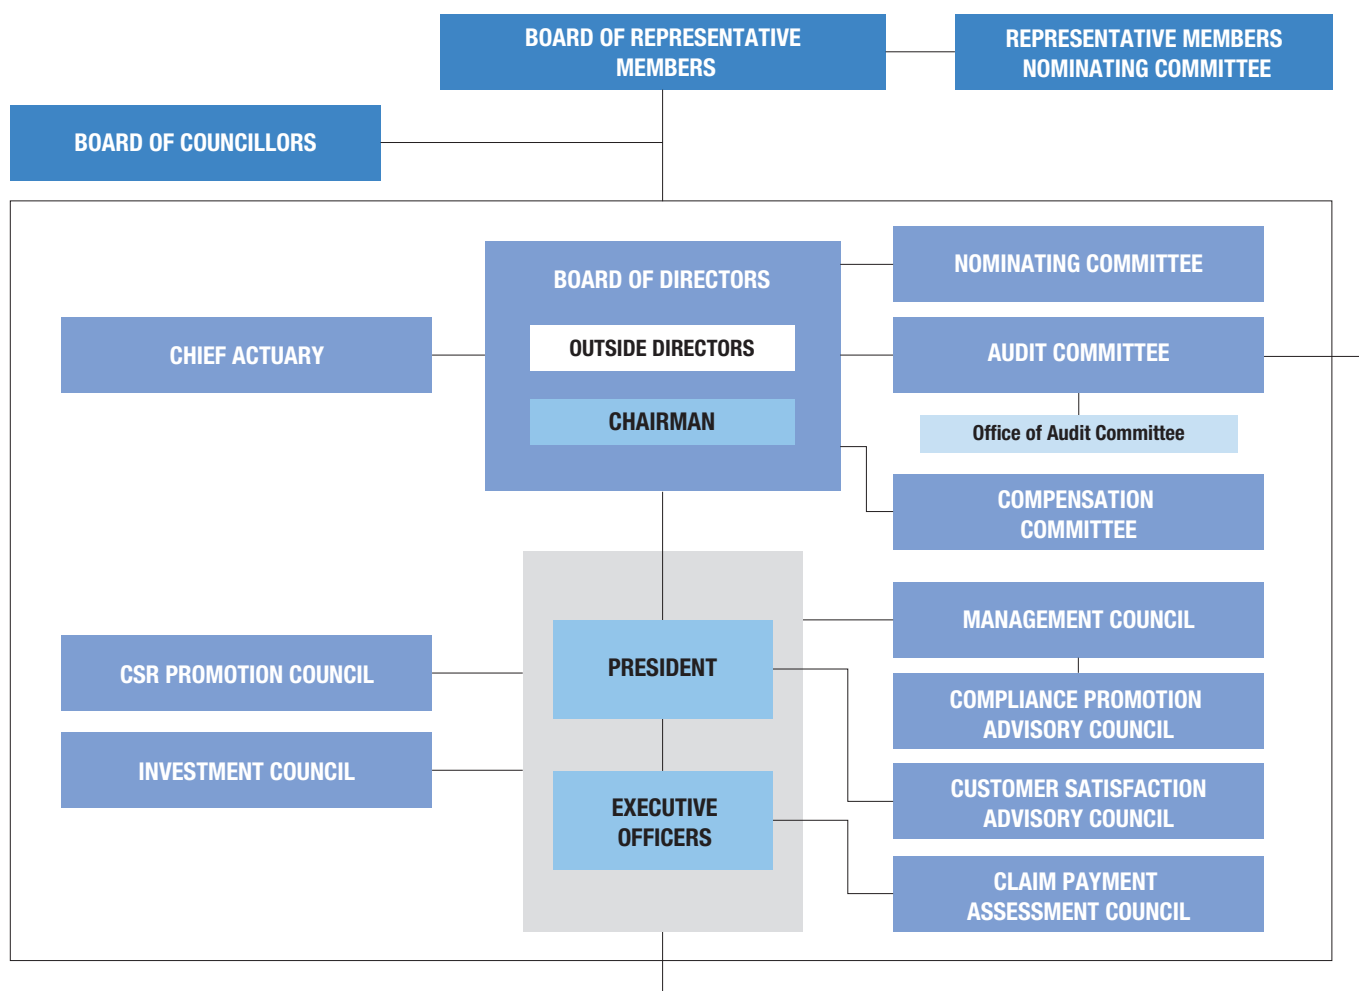 BOARD OF REPRESENTATIVE
MEMBERS
REPRESENTATIVE MEMBERS
NOMINATING COMMITTEE
BOARD OF COUNCILLORS
BOARD OF DIRECTORS
OUTSIDE DIRECTORS
CHAIRMAN
NOMINATING COMMITTEE
CHIEF ACTUARY
AUDIT COMMITTEE
Office of Audit Committee
COMPENSATION
COMMITTEE
PRESIDENT
MANAGEMENT COUNCIL
CSR PROMOTION COUNCIL
COMPLIANCE PROMOTION
ADVISORY COUNCIL
INVESTMENT COUNCIL
EXECUTIVE
OFFICERS
CUSTOMER SATISFACTION
ADVISORY COUNCIL
CLAIM PAYMENT
ASSESSMENT COUNCIL